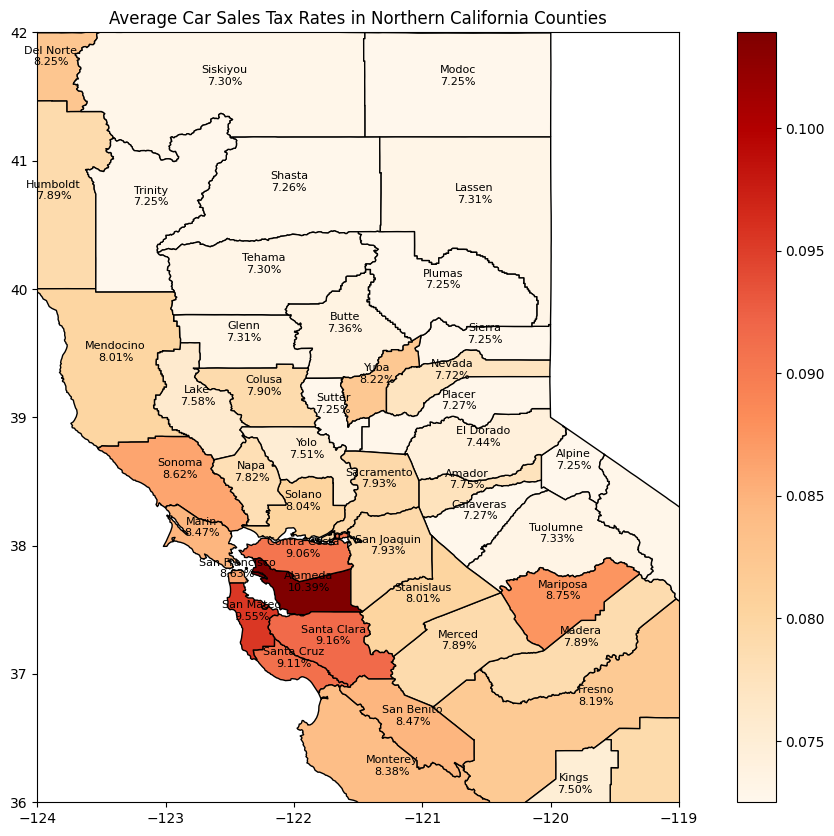 Average Car Sales Tax Rates in Northern California Counties
42
41
40
39
38
37
36
−124
−123
−122
−121
−120
−119
Del Norte
8.25%
Siskiyou
7.30%
Modoc
7.25%
Humboldt
7.89%
Trinity
7.25%
Shasta
7.26%
Lassen
7.31%
Tehama
7.30%
Plumas
7.25%
Glenn
7.31%
Butte
7.36%
Sierra
7.25%
Mendocino
8.01%
Lake
7.58%
Colusa
7.90%
Yuba
8.22%
Nevada
7.72%
Sutter
7.25%
Placer
7.27%
Sonoma
8.62%
Napa
7.82%
Yolo
7.51%
El Dorado
7.44%
Alpine
7.25%
Sacramento
7.93%
Amador
7.75%
Solano
8.04%
Calaveras
7.27%
Marin
8.47%
Tuolumne
7.33%
Contra Costa
9.06%
San Joaquin
7.93%
San Francisco
8.63%
Alameda
10.39%
Stanislaus
8.01%
Mariposa
8.75%
San Mateo
9.55%
Santa Clara
9.16%
Merced
7.89%
Madera
7.89%
Santa Cruz
9.11%
Fresno
8.19%
San Benito
8.47%
Monterey
8.38%
Kings
7.50%
0.100
0.095
0.090
0.085
0.080
0.075